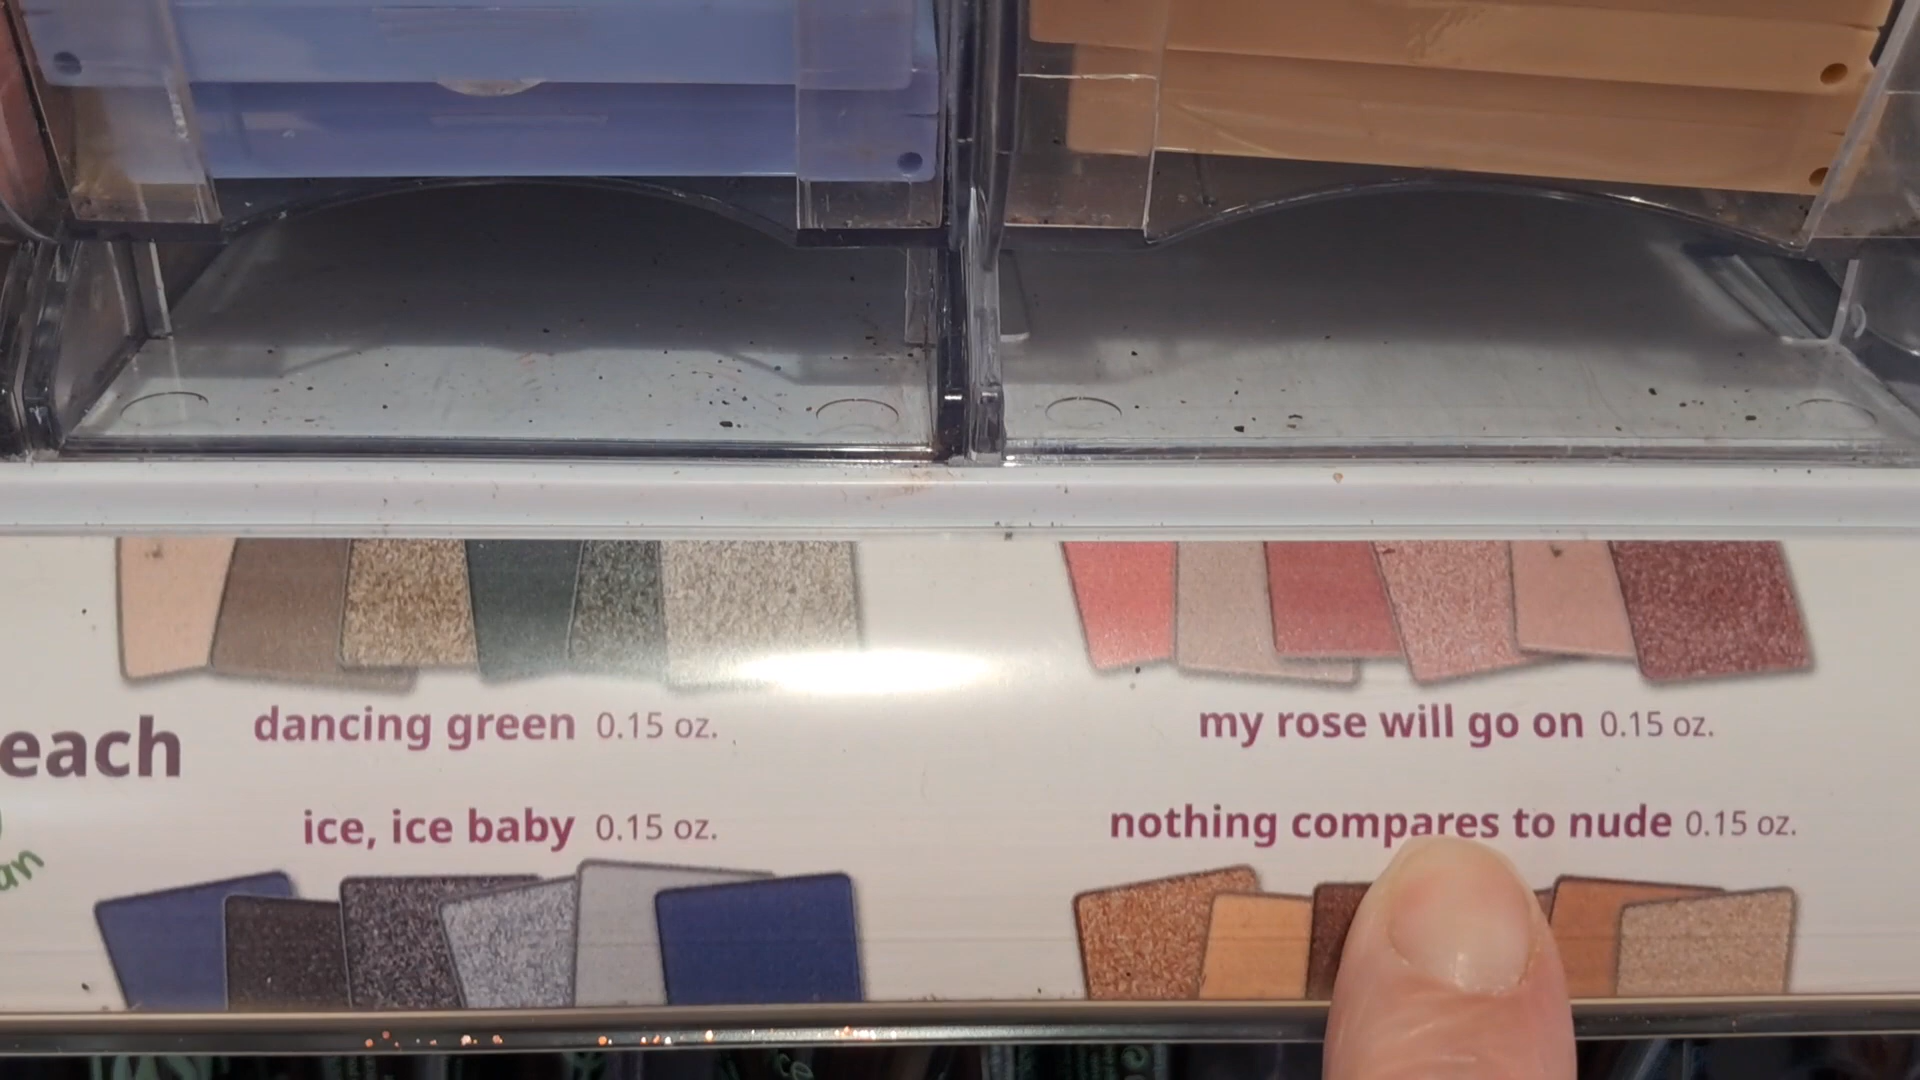 dancing green 0.15 oz.
my rose will go on 0.15 oz.
each
ice, ice baby 0.15 oz.
nothing compares to nude 0.15 oz.
an